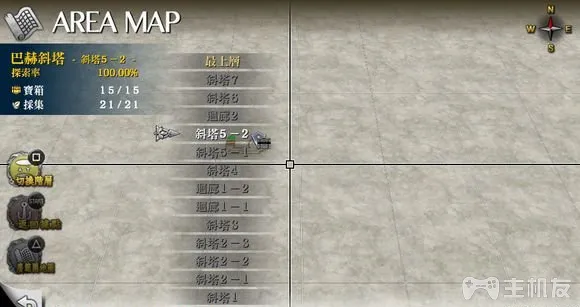 AREA MAP
巴赫斜塔 - 斜塔5-2 -
探索率 100.00%
寶箱 15/15
採集 21/21
最上層
斜塔7
斜塔6
迴廊2
斜塔5-2
斜塔5-1
斜塔4
迴廊1-2
迴廊1-1
斜塔3
斜塔2-3
斜塔2-2
斜塔2-1
斜塔1
切換階層
START
N
W
E
S
主机友